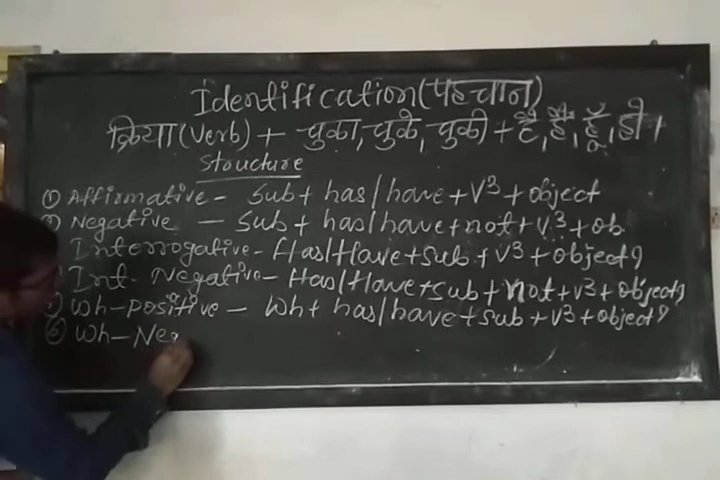 Identification (पहचान)
क्रिया (Verb) + चुका, चुके, चुकी + है, हैं, हूँ, हो।
Structure
① Affirmative - Sub + has/have + V³ + object
② Negative - Sub + has/have + not + V³ + ob.
Interrogative - Has/Have + Sub + V³ + object?
Int. Negative - Has/Have + sub + not + V³ + object?
⑤ Wh-positive - Wh + has/have + sub + V³ + object?
⑥ Wh-Neg